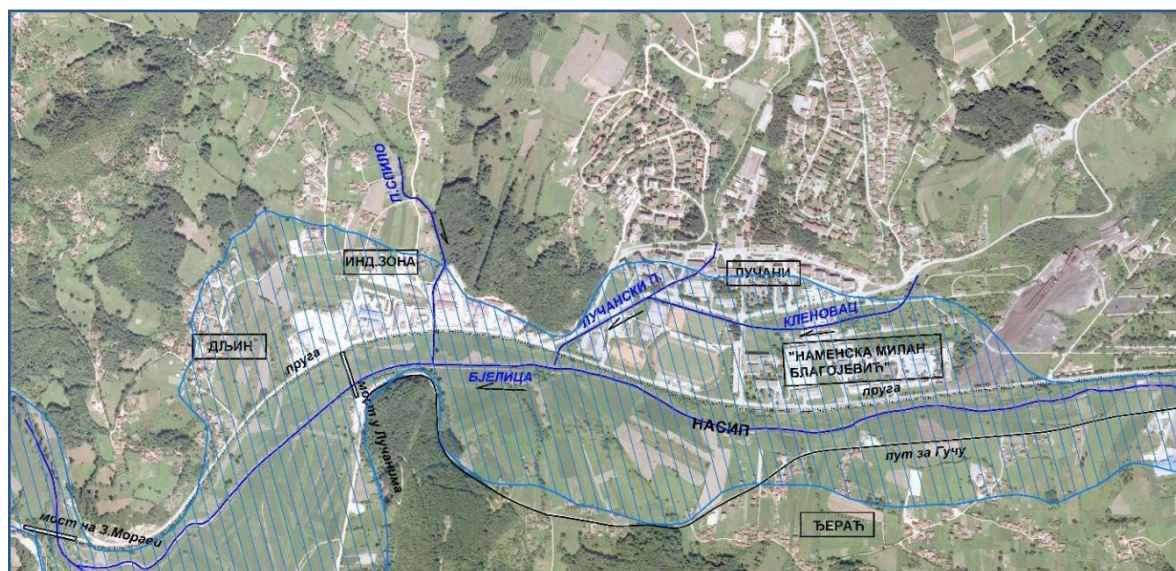 П.СПИЛО
ИНД.ЗОНА
ЛУЧАНИ
ЛУЧАНСКИ П.
КЛЕНОВАЦ
ДЉИН
пруга
мост у Лучанима
БЈЕЛИЦА
"НАМЕНСКА МИЛАН
БЛАГОЈЕВИЋ"
пруга
НАСИП
пут за Гучу
мост на З.Морави
ЂЕРАЋ